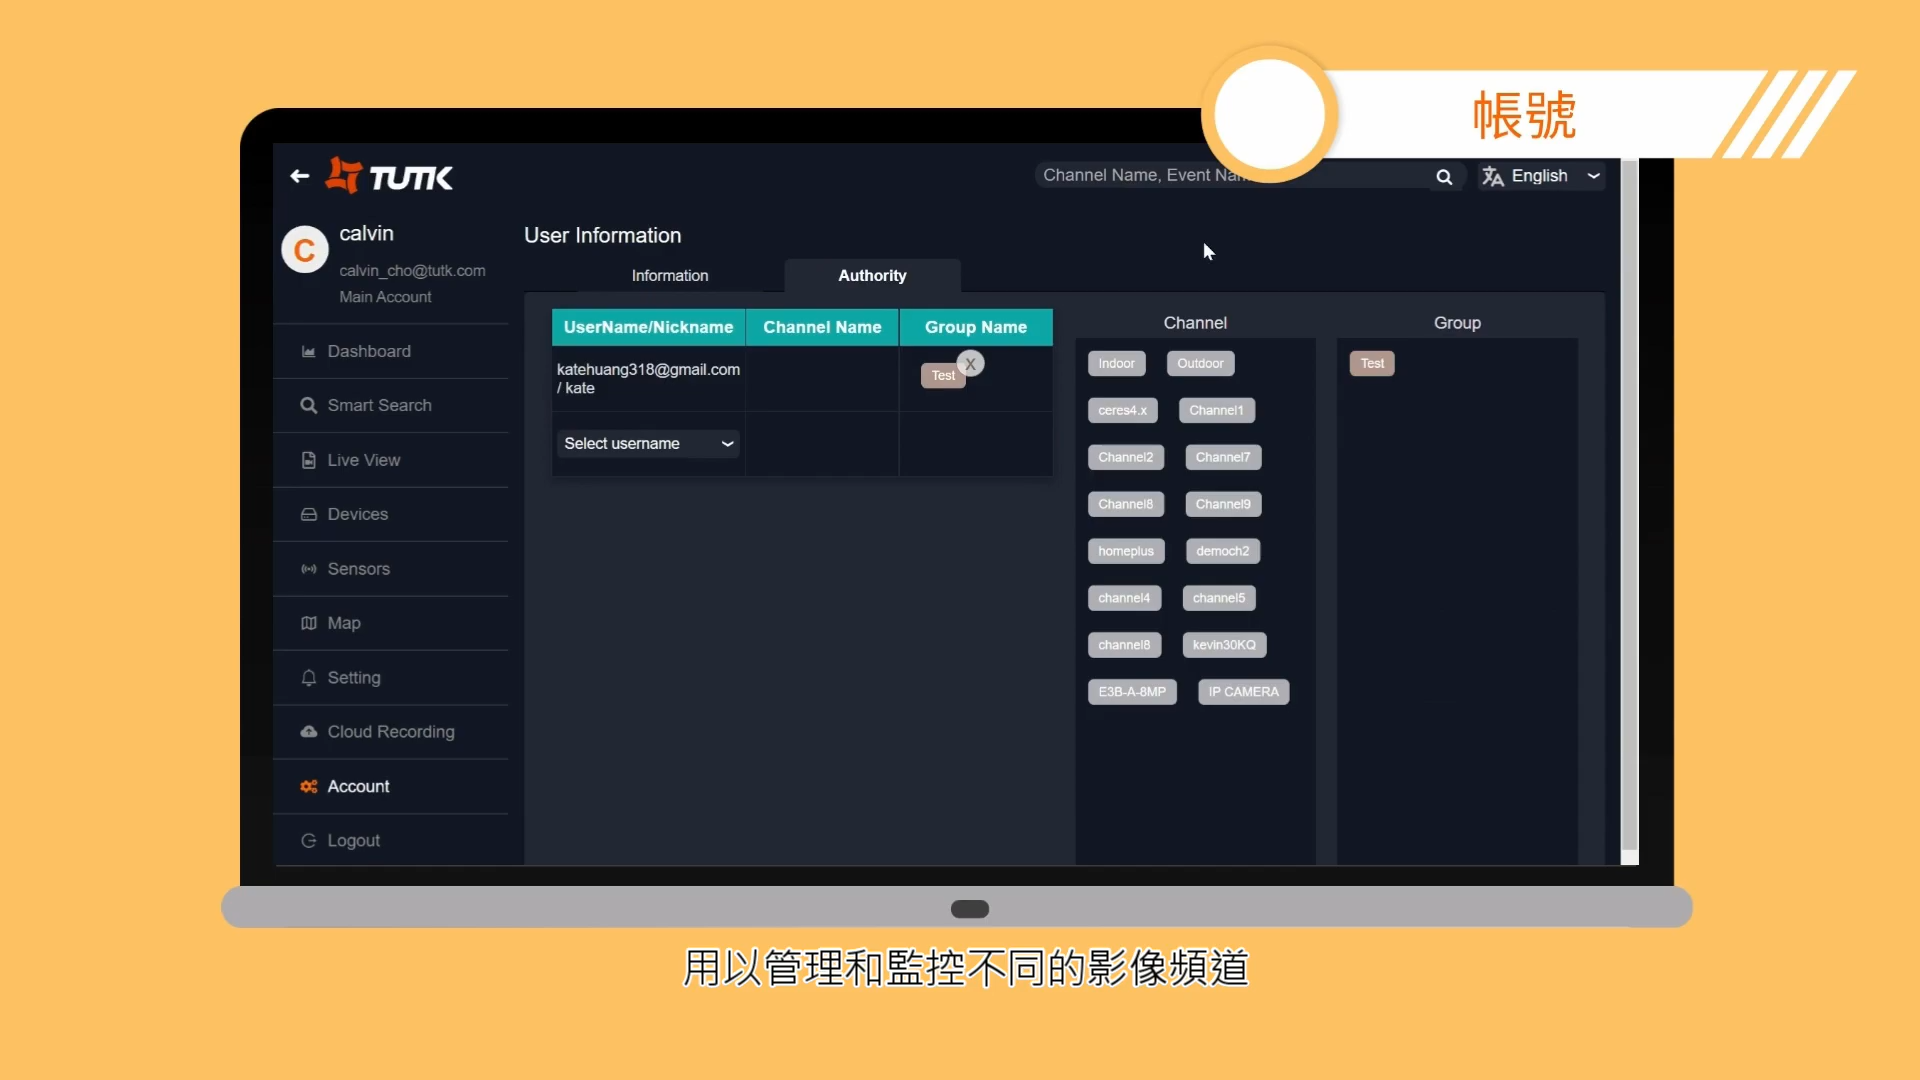 帳號
TUTK
Channel Name, Event Nam
English
calvin
calvin_cho@tutk.com
Main Account
Dashboard
Smart Search
Live View
Devices
Sensors
Map
Setting
Cloud Recording
Account
Logout
User Information
Information
Authority
UserName/Nickname
Channel Name
Group Name
katehuang318@gmail.com
/ kate
Test
X
Select username
Channel
Indoor
Outdoor
ceres4.x
Channel1
Channel2
Channel7
Channel8
Channel9
homeplus
democh2
channel4
channel5
channel8
kevin30KQ
E3B-A-8MP
IP CAMERA
Group
Test
用以管理和監控不同的影像頻道